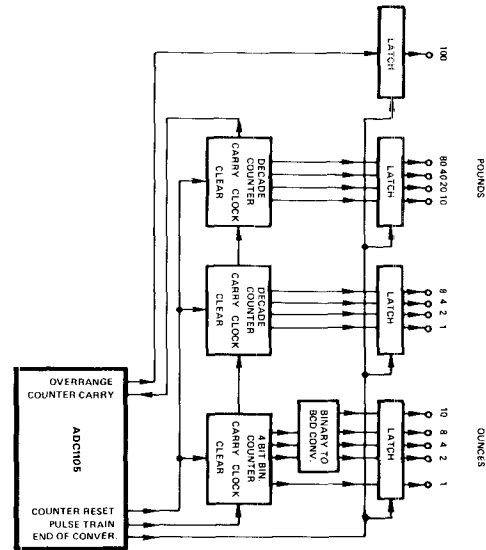 POUNDS
OUNCES
100
80 40 20 10
8 4 2 1
10 8 4 2 1
LATCH
LATCH
LATCH
LATCH
BINARY TO
BCD CONV.
DECADE
COUNTER
CARRY CLOCK
CLEAR
DECADE
COUNTER
CARRY CLOCK
CLEAR
4 BIT BIN.
COUNTER
CARRY CLOCK
CLEAR
OVERRANGE
COUNTER CARRY
ADC1105
COUNTER RESET
PULSE TRAIN
END OF CONVER.